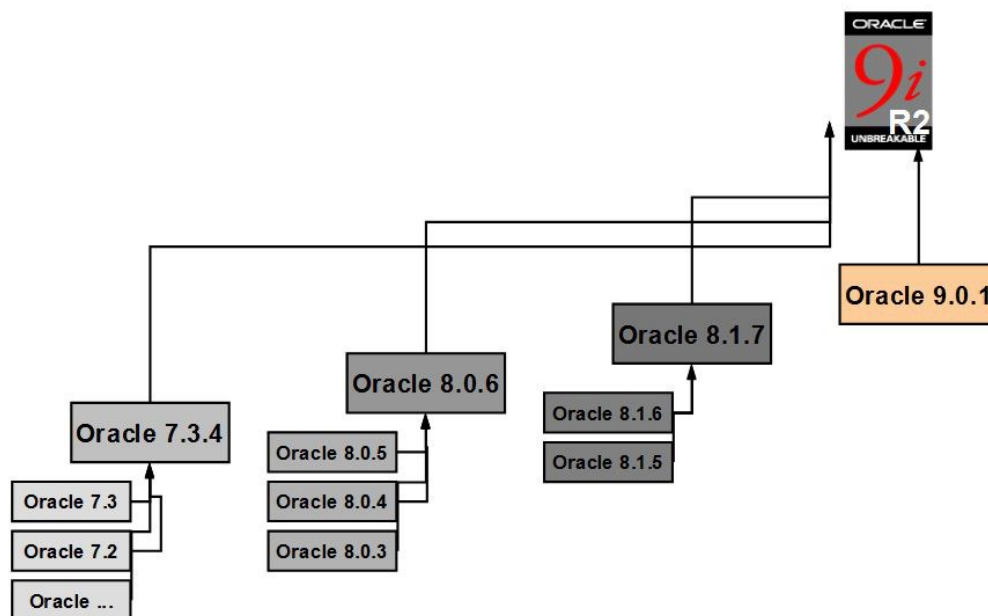 ORACLE
9i
R2
UNBREAKABLE
Oracle 9.0.1
Oracle 8.1.7
Oracle 8.0.6
Oracle 8.1.6
Oracle 7.3.4
Oracle 8.0.5
Oracle 8.1.5
Oracle 7.3
Oracle 8.0.4
Oracle 7.2
Oracle 8.0.3
Oracle ...